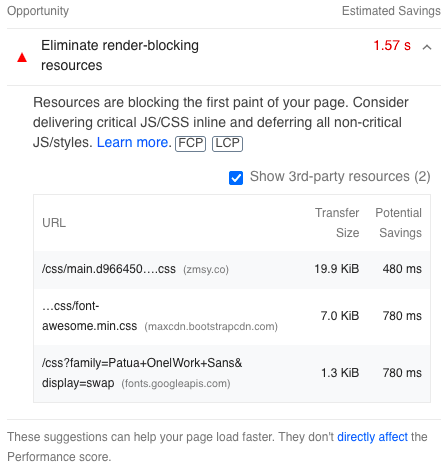 Opportunity Estimated Savings
Eliminate render-blocking 1.57 s
resources
Resources are blocking the first paint of your page. Consider
delivering critical JS/CSS inline and deferring all non-critical
JS/styles. Learn more. FCP LCP
Show 3rd-party resources (2)
URL Transfer Size Potential Savings
/css/main.d966450….css (zmsy.co) 19.9 KiB 480 ms
…css/font-
awesome.min.css (maxcdn.bootstrapcdn.com) 7.0 KiB 780 ms
/css?family=Patua+One|Work+Sans&
display=swap (fonts.googleapis.com) 1.3 KiB 780 ms
These suggestions can help your page load faster. They don't directly affect the
Performance score.